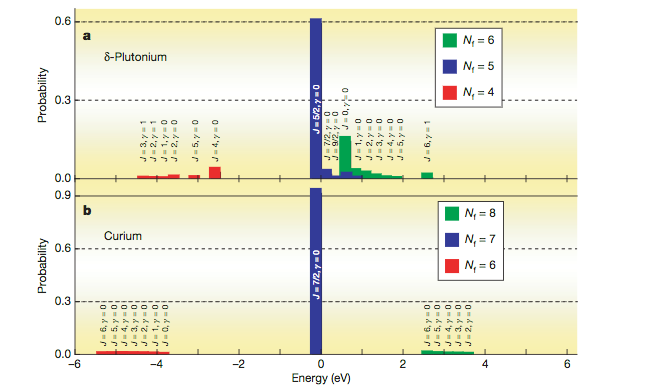 0.6
0.3
0.0
Probability
a
δ-Plutonium
N_f = 6
N_f = 5
N_f = 4
J = 3, γ = 1
J = 2, γ = 1
J = 1, γ = 0
J = 2, γ = 0
J = 5, γ = 0
J = 4, γ = 0
J = 5/2, γ = 0
J = 7/2, γ = 0
J = 9/2, γ = 0
J = 0, γ = 0
J = 1, γ = 0
J = 2, γ = 0
J = 3, γ = 0
J = 4, γ = 0
J = 5, γ = 0
J = 6, γ = 1
0.9
0.6
0.3
0.0
Probability
b
Curium
N_f = 8
N_f = 7
N_f = 6
J = 6, γ = 0
J = 5, γ = 0
J = 4, γ = 0
J = 3, γ = 0
J = 2, γ = 0
J = 1, γ = 0
J = 0, γ = 0
J = 7/2, γ = 0
J = 6, γ = 0
J = 5, γ = 0
J = 4, γ = 0
J = 3, γ = 0
J = 2, γ = 0
−6 −4 −2 0 2 4 6
Energy (eV)